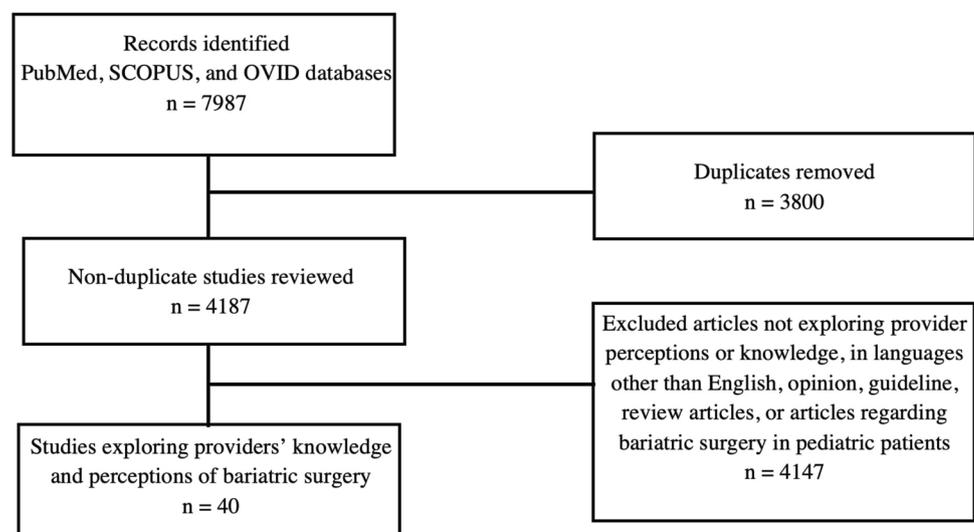 Records identified
PubMed, SCOPUS, and OVID databases
n = 7987
Duplicates removed
n = 3800
Non-duplicate studies reviewed
n = 4187
Excluded articles not exploring provider
perceptions or knowledge, in languages
other than English, opinion, guideline,
review articles, or articles regarding
bariatric surgery in pediatric patients
n = 4147
Studies exploring providers’ knowledge
and perceptions of bariatric surgery
n = 40